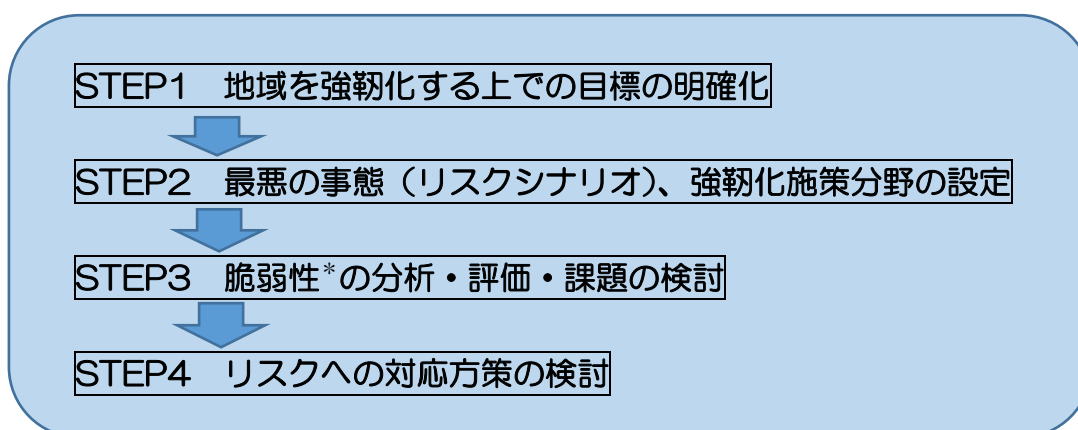 STEP1　地域を強靱化する上での目標の明確化
STEP2　最悪の事態（リスクシナリオ）、強靱化施策分野の設定
STEP3　脆弱性*の分析・評価・課題の検討
STEP4　リスクへの対応方策の検討